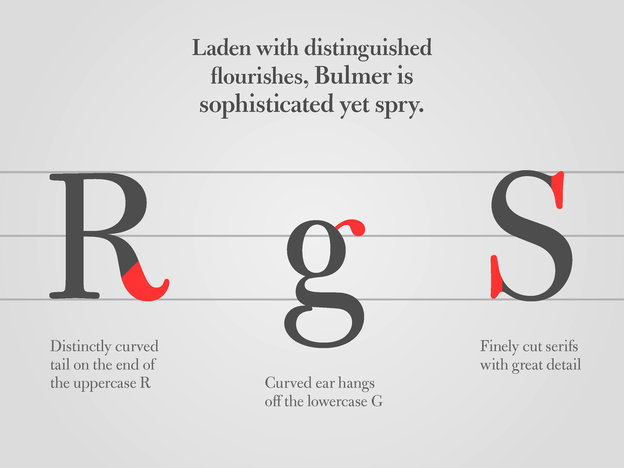 Laden with distinguished
flourishes, Bulmer is
sophisticated yet spry.
R g S
Distinctly curved
tail on the end of
the uppercase R
Curved ear hangs
off the lowercase G
Finely cut serifs
with great detail